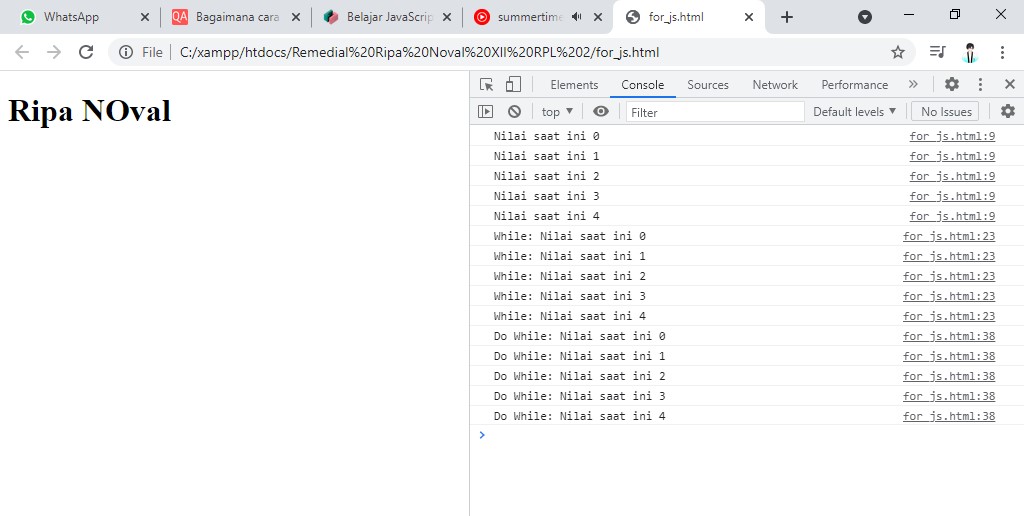 WhatsApp
Bagaimana cara
Belajar JavaScrip
summertime
for_js.html
File
C:/xampp/htdocs/Remedial%20Ripa%20Noval%20XII%20RPL%202/for_js.html
Ripa NOval
Elements Console Sources Network Performance »
top Filter Default levels No Issues
Nilai saat ini 0 for_js.html:9
Nilai saat ini 1 for_js.html:9
Nilai saat ini 2 for_js.html:9
Nilai saat ini 3 for_js.html:9
Nilai saat ini 4 for_js.html:9
While: Nilai saat ini 0 for_js.html:23
While: Nilai saat ini 1 for_js.html:23
While: Nilai saat ini 2 for_js.html:23
While: Nilai saat ini 3 for_js.html:23
While: Nilai saat ini 4 for_js.html:23
Do While: Nilai saat ini 0 for_js.html:38
Do While: Nilai saat ini 1 for_js.html:38
Do While: Nilai saat ini 2 for_js.html:38
Do While: Nilai saat ini 3 for_js.html:38
Do While: Nilai saat ini 4 for_js.html:38